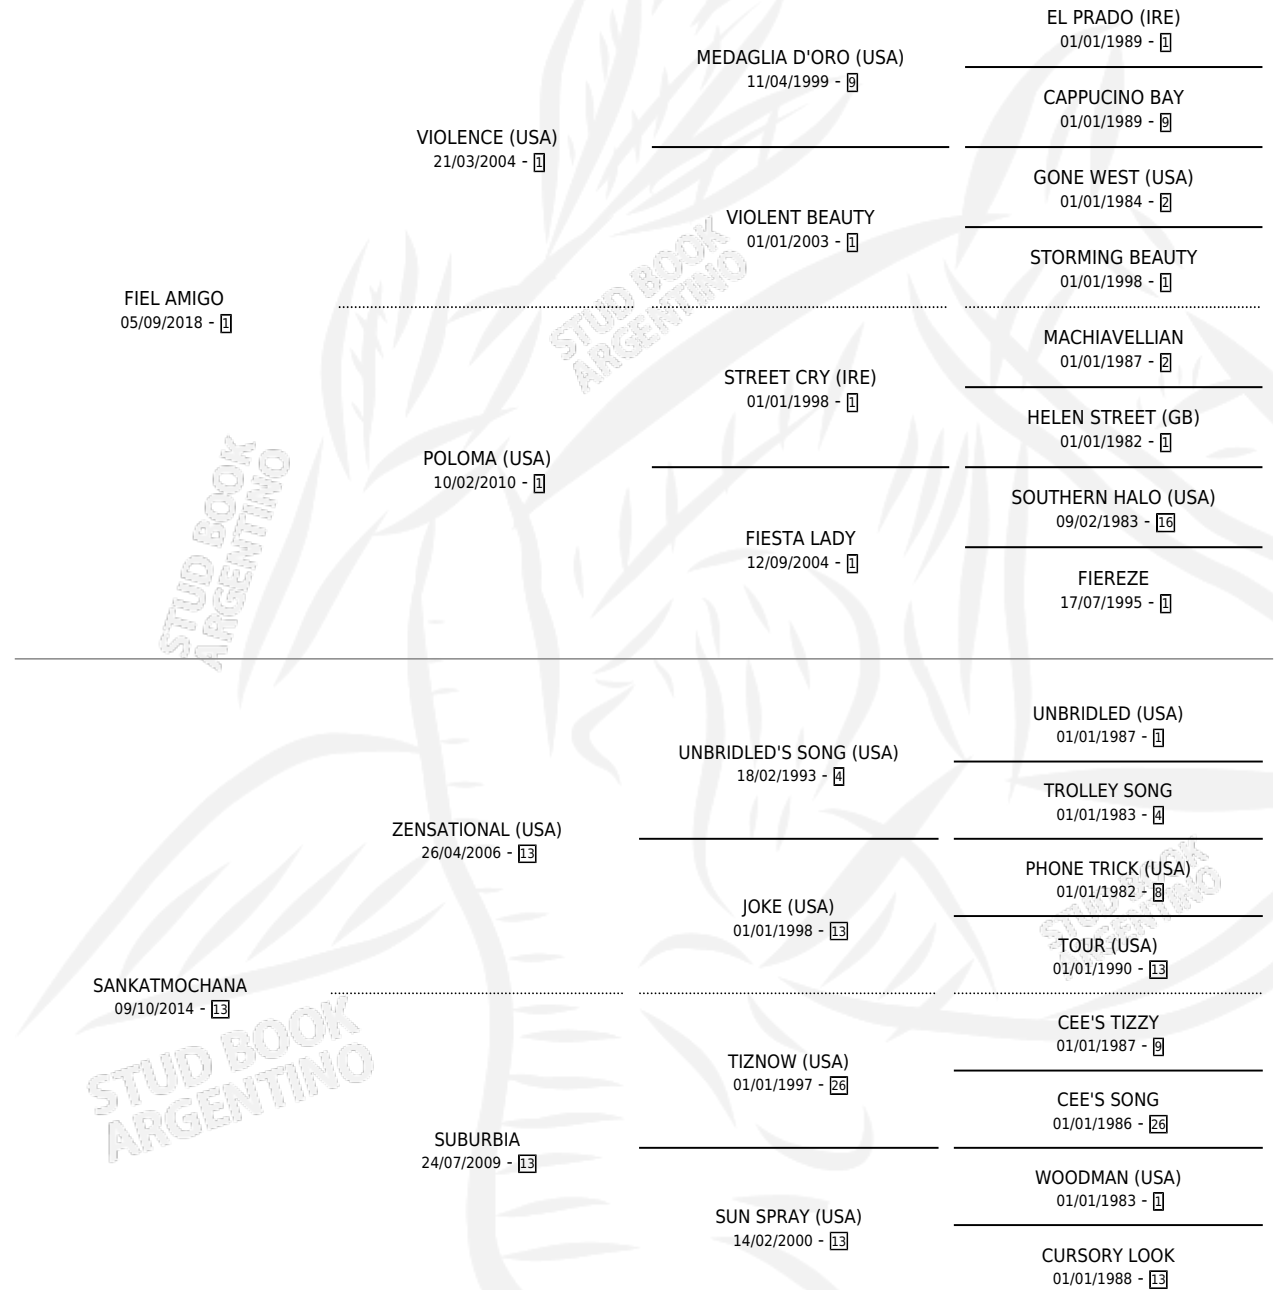 EL PRADO (IRE)
01/01/1989 - 1
MEDAGLIA D'ORO (USA)
11/04/1999 - 9
CAPPUCINO BAY
01/01/1989 - 9
VIOLENCE (USA)
21/03/2004 - 1
GONE WEST (USA)
01/01/1984 - 2
VIOLENT BEAUTY
01/01/2003 - 1
STORMING BEAUTY
01/01/1998 - 1
FIEL AMIGO
05/09/2018 - 1
MACHIAVELLIAN
01/01/1987 - 2
STREET CRY (IRE)
01/01/1998 - 1
HELEN STREET (GB)
01/01/1982 - 1
POLOMA (USA)
10/02/2010 - 1
SOUTHERN HALO (USA)
09/02/1983 - 16
FIESTA LADY
12/09/2004 - 1
FIEREZE
17/07/1995 - 1
UNBRIDLED (USA)
01/01/1987 - 1
UNBRIDLED'S SONG (USA)
18/02/1993 - 4
TROLLEY SONG
01/01/1983 - 4
ZENSATIONAL (USA)
26/04/2006 - 13
PHONE TRICK (USA)
01/01/1982 - 8
JOKE (USA)
01/01/1998 - 13
TOUR (USA)
01/01/1990 - 13
SANKATMOCHANA
09/10/2014 - 13
CEE'S TIZZY
01/01/1987 - 9
TIZNOW (USA)
01/01/1997 - 26
CEE'S SONG
01/01/1986 - 26
SUBURBIA
24/07/2009 - 13
WOODMAN (USA)
01/01/1983 - 1
SUN SPRAY (USA)
14/02/2000 - 13
CURSORY LOOK
01/01/1988 - 13
STUD BOOK
ARGENTINO
STUD BOOK
ARGENTINO
STUD BOOK
ARGENTINO
STUD BOOK
ARGENTINO